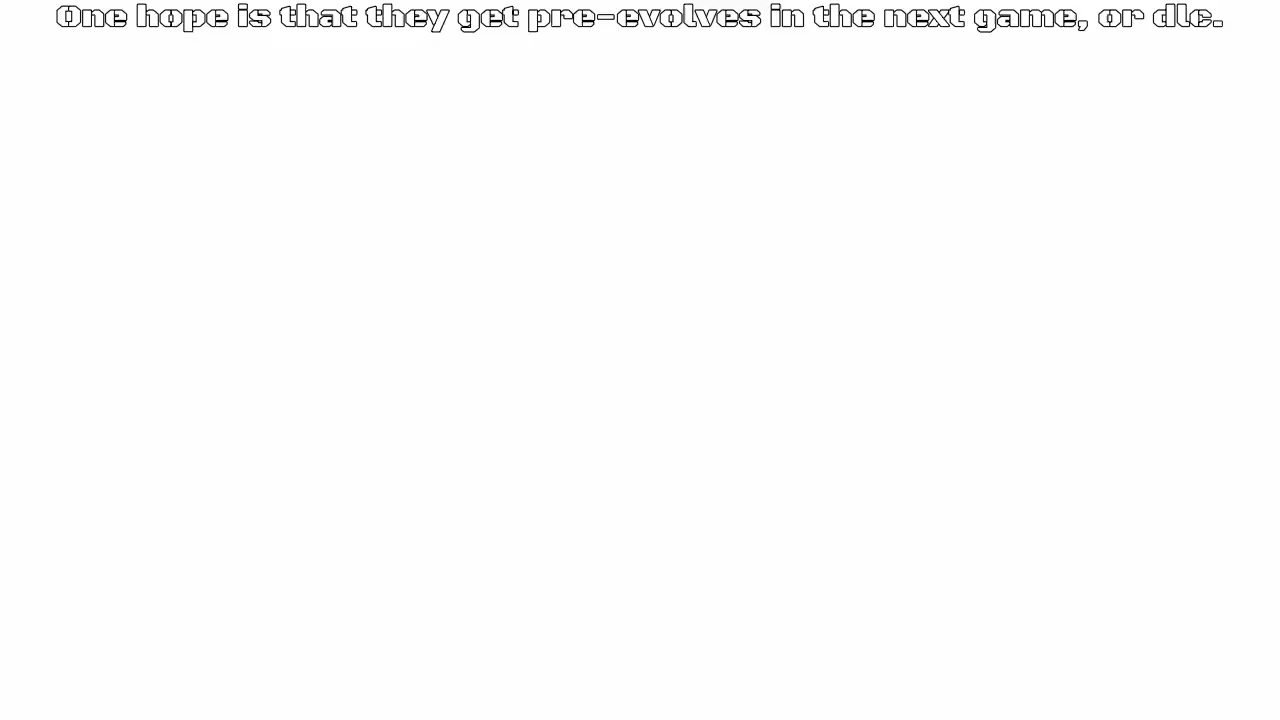 One hope is that they get pre-evolves in the next game, or dlc.